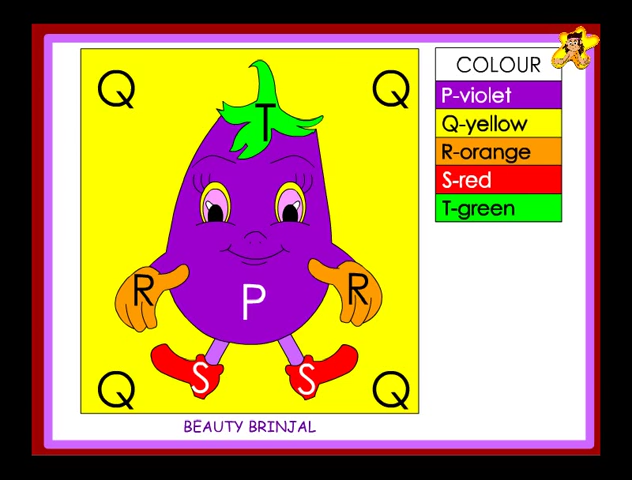 Q Q
T
COLOUR
P-violet
Q-yellow
R-orange
S-red
T-green
R P R
S S
Q Q
BEAUTY BRINJAL